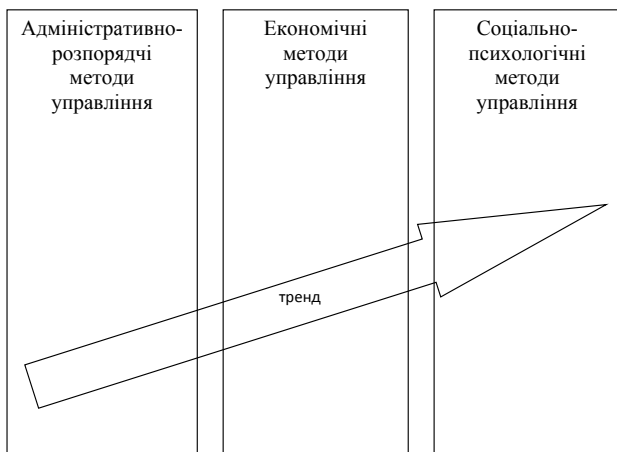 Адміністративно-
розпорядчі
методи
управління
Економічні
методи
управління
Соціально-
психологічні
методи
управління
тренд